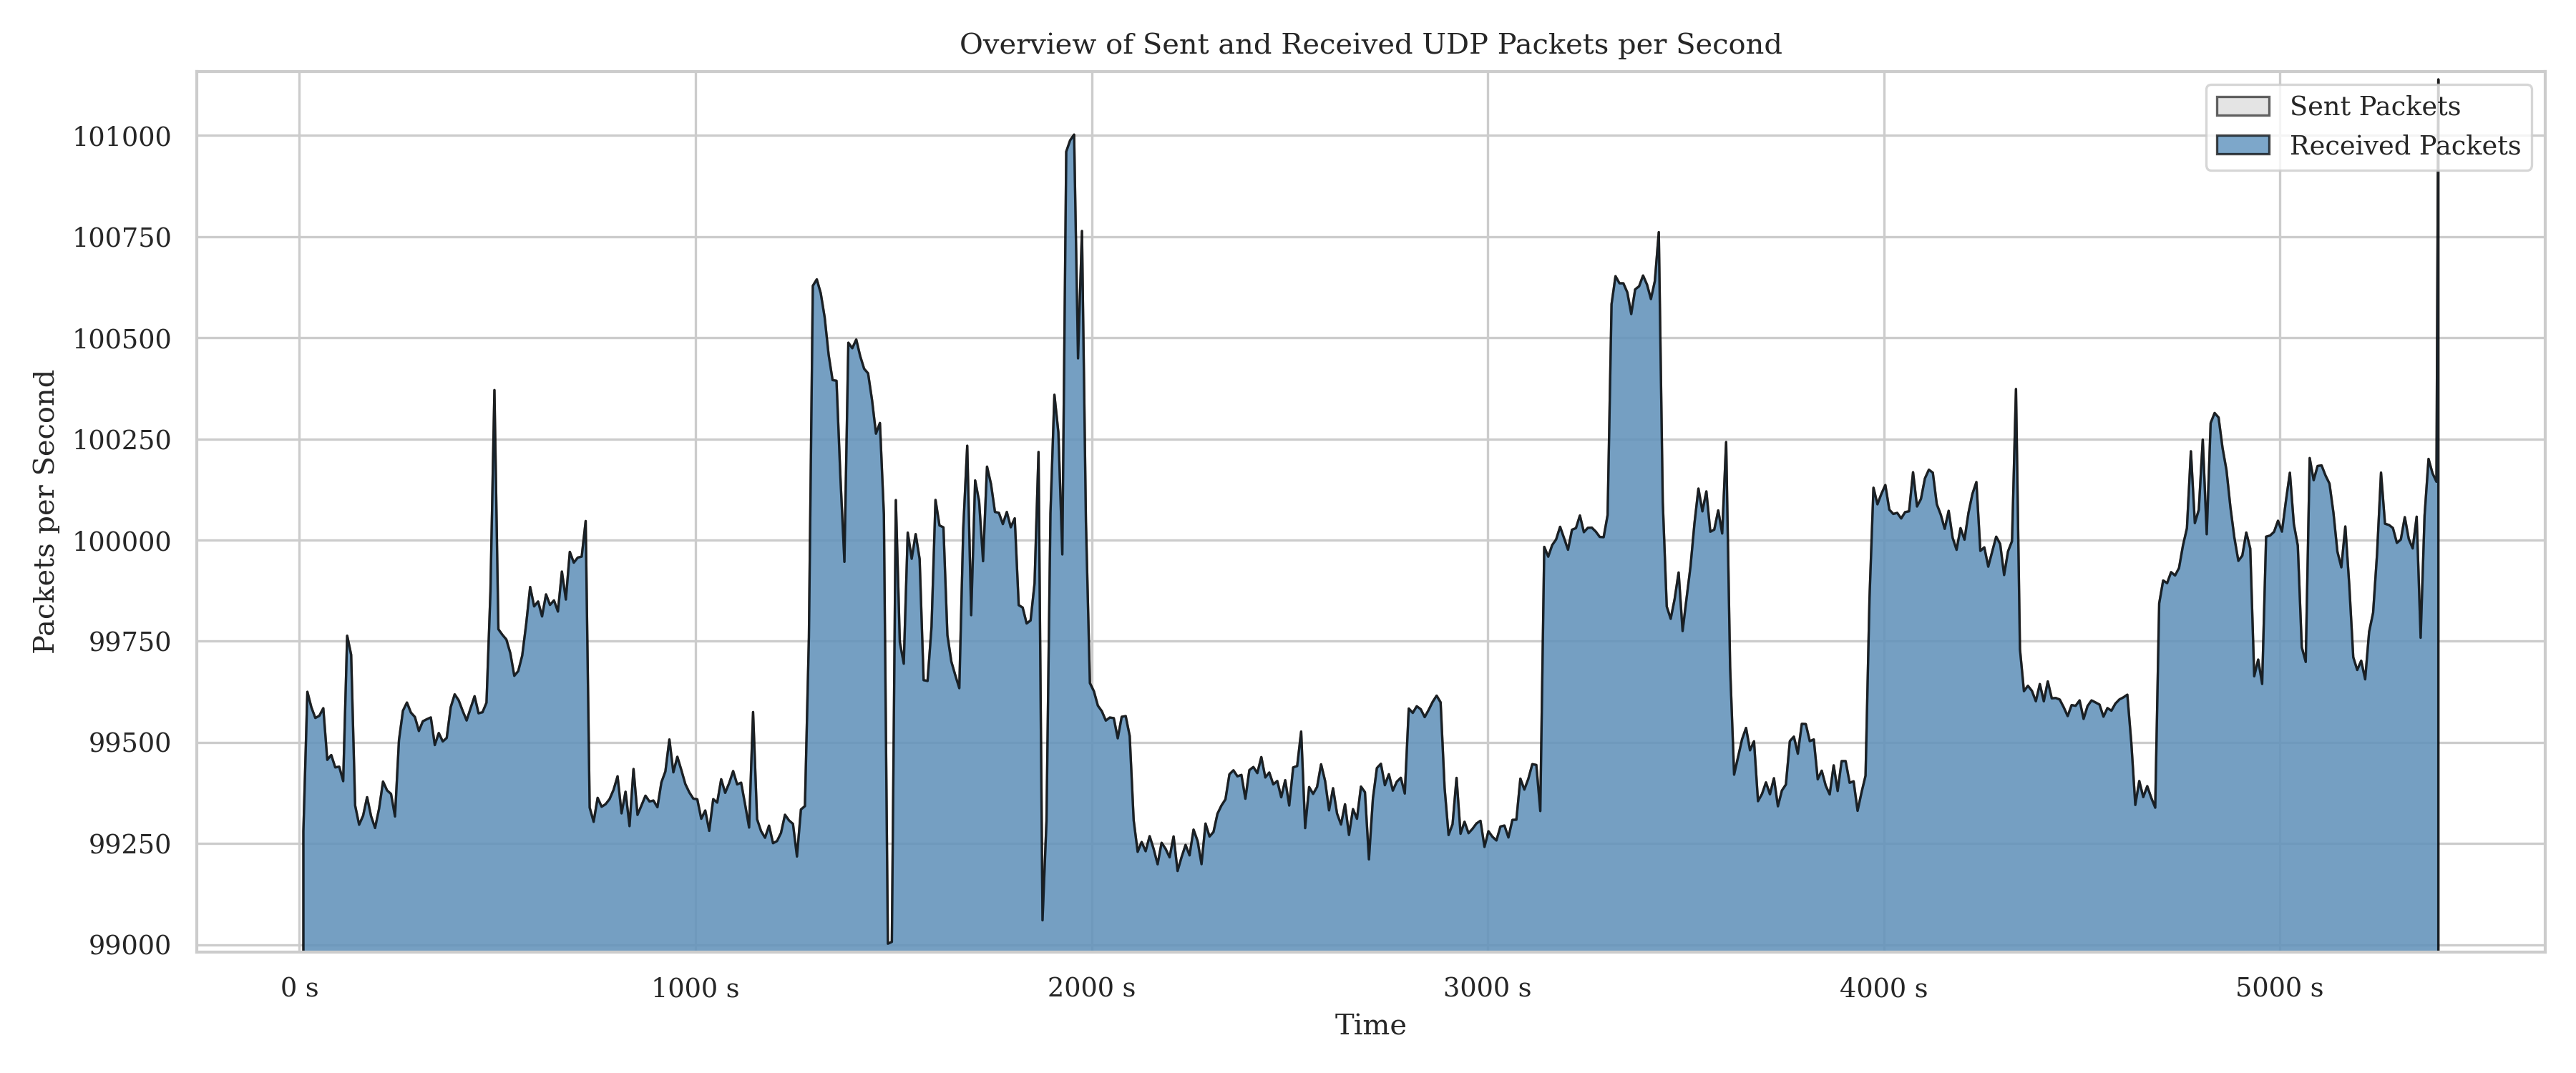 Overview of Sent and Received UDP Packets per Second
Sent Packets
Received Packets
101000
100750
100500
100250
100000
99750
99500
99250
99000
Packets per Second
0 s 1000 s 2000 s 3000 s 4000 s 5000 s
Time